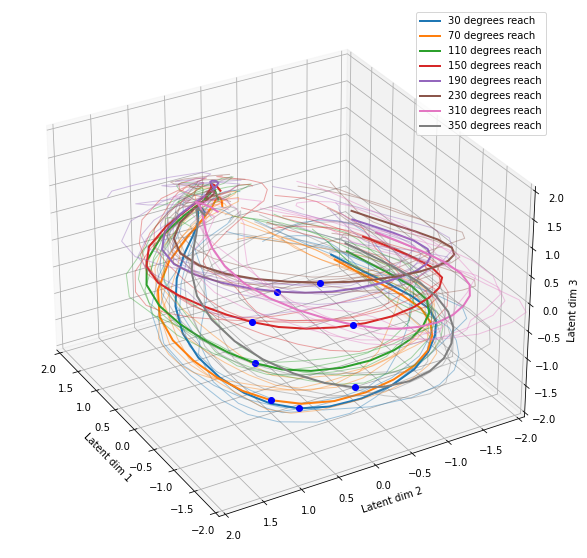 30 degrees reach
70 degrees reach
110 degrees reach
150 degrees reach
190 degrees reach
230 degrees reach
310 degrees reach
350 degrees reach
2.0
1.5
1.0
0.5
0.0
−0.5
−1.0
−1.5
−2.0
Latent dim 1
2.0
1.5
1.0
0.5
0.0
−0.5
−1.0
−1.5
−2.0
Latent dim 2
2.0
1.5
1.0
0.5
0.0
−0.5
−1.0
−1.5
−2.0
Latent dim 3